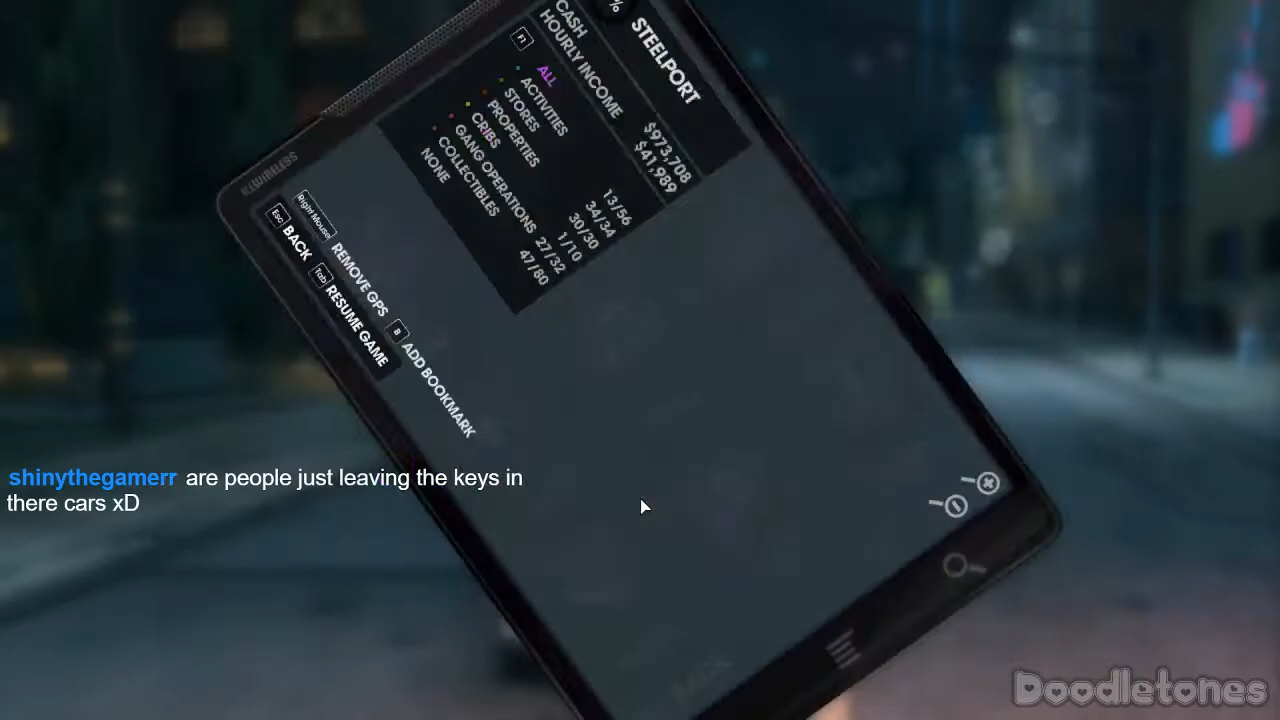 %
STEELPORT
CASH $973,708
HOURLY INCOME $41,989
F1
ALL
ACTIVITIES 13/56
STORES 34/34
PROPERTIES 30/30
CRIBS 1/10
GANG OPERATIONS 27/32
COLLECTIBLES 47/80
NONE
Right Mouse REMOVE GPS B ADD BOOKMARK
Esc BACK Tab RESUME GAME
shinythegamerr are people just leaving the keys in
there cars xD
Doodletones